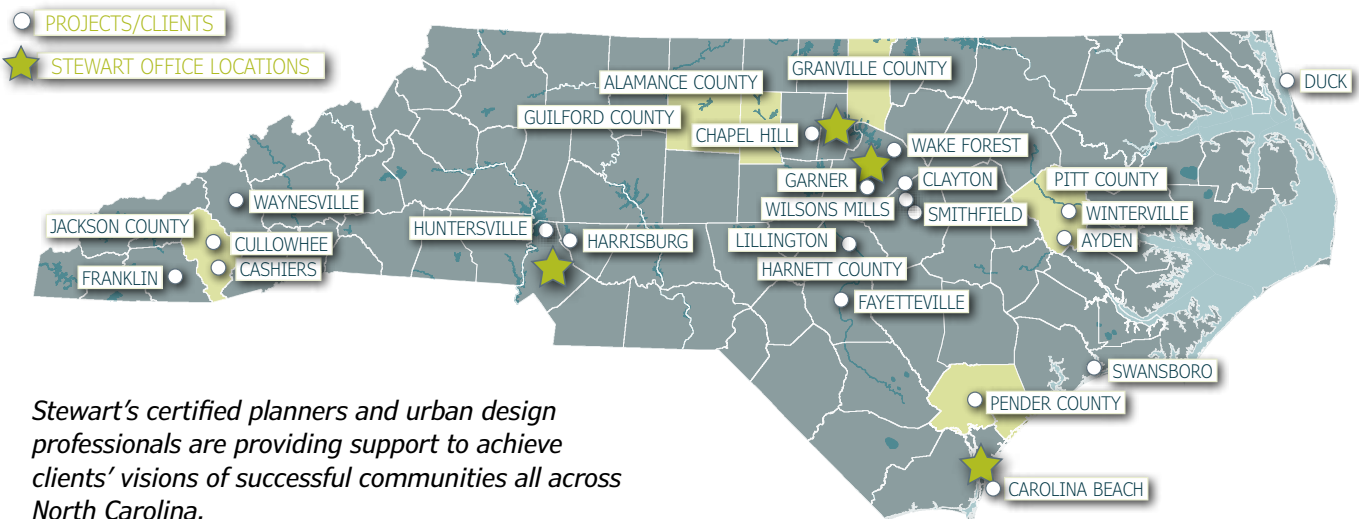 PROJECTS/CLIENTS
STEWART OFFICE LOCATIONS
GRANVILLE COUNTY
ALAMANCE COUNTY
DUCK
GUILFORD COUNTY
CHAPEL HILL
WAKE FOREST
GARNER
CLAYTON
PITT COUNTY
WAYNESVILLE
WILSONS MILLS
SMITHFIELD
WINTERVILLE
JACKSON COUNTY
HUNTERSVILLE
HARRISBURG
LILLINGTON
AYDEN
CULLOWHEE
CASHIERS
HARNETT COUNTY
FRANKLIN
FAYETTEVILLE
SWANSBORO
PENDER COUNTY
CAROLINA BEACH
Stewart’s certified planners and urban design
professionals are providing support to achieve
clients’ visions of successful communities all across
North Carolina.